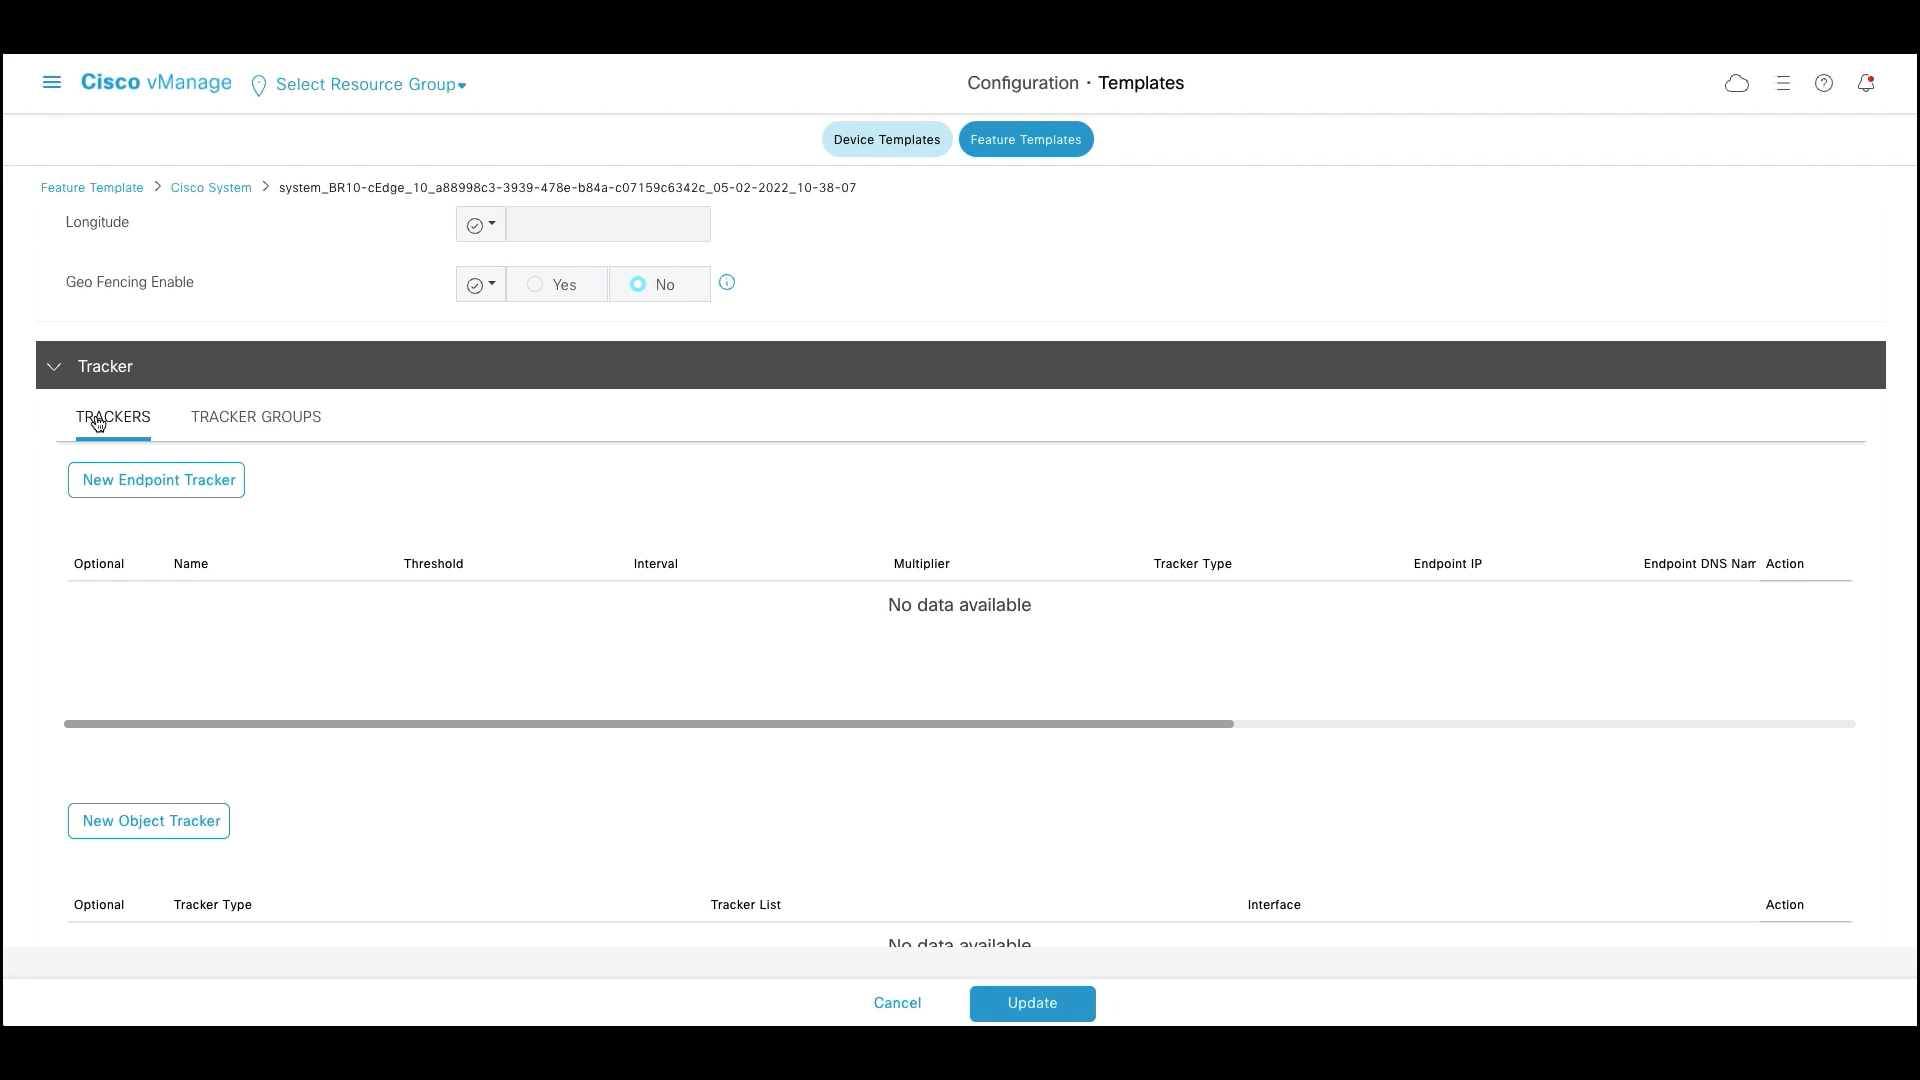 Cisco vManage Select Resource Group Configuration · Templates
Device Templates Feature Templates
Feature Template > Cisco System > system_BR10-cEdge_10_a88998c3-3939-478e-b84a-c07159c6342c_05-02-2022_10-38-07
Longitude
Geo Fencing Enable Yes No
Tracker
TRACKERS TRACKER GROUPS
New Endpoint Tracker
Optional Name Threshold Interval Multiplier Tracker Type Endpoint IP Endpoint DNS Nam Action
No data available
New Object Tracker
Optional Tracker Type Tracker List Interface Action
No data available
Cancel Update